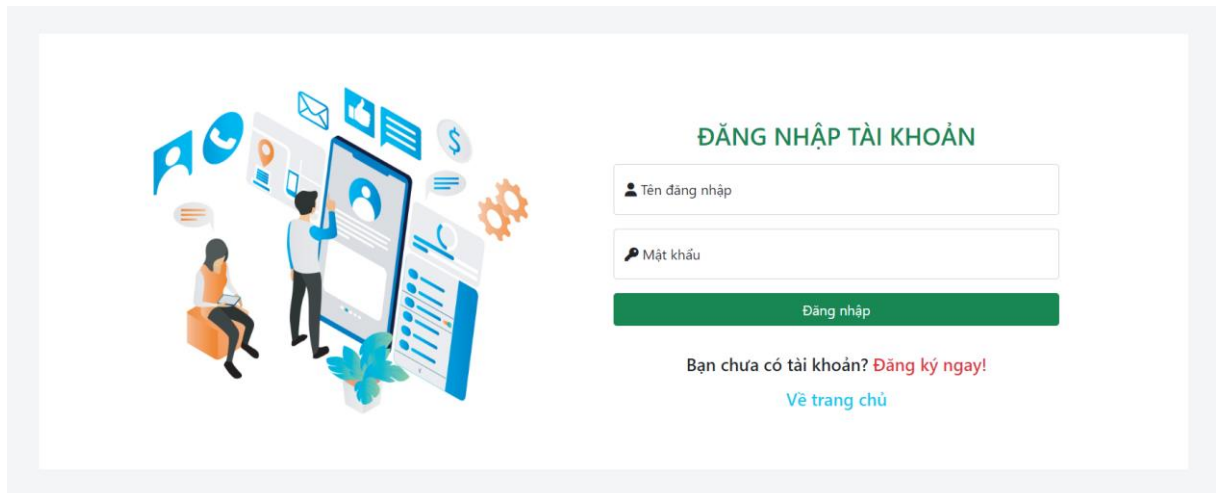 ĐĂNG NHẬP TÀI KHOẢN
Tên đăng nhập
Mật khẩu
Đăng nhập
Bạn chưa có tài khoản? Đăng ký ngay!
Về trang chủ